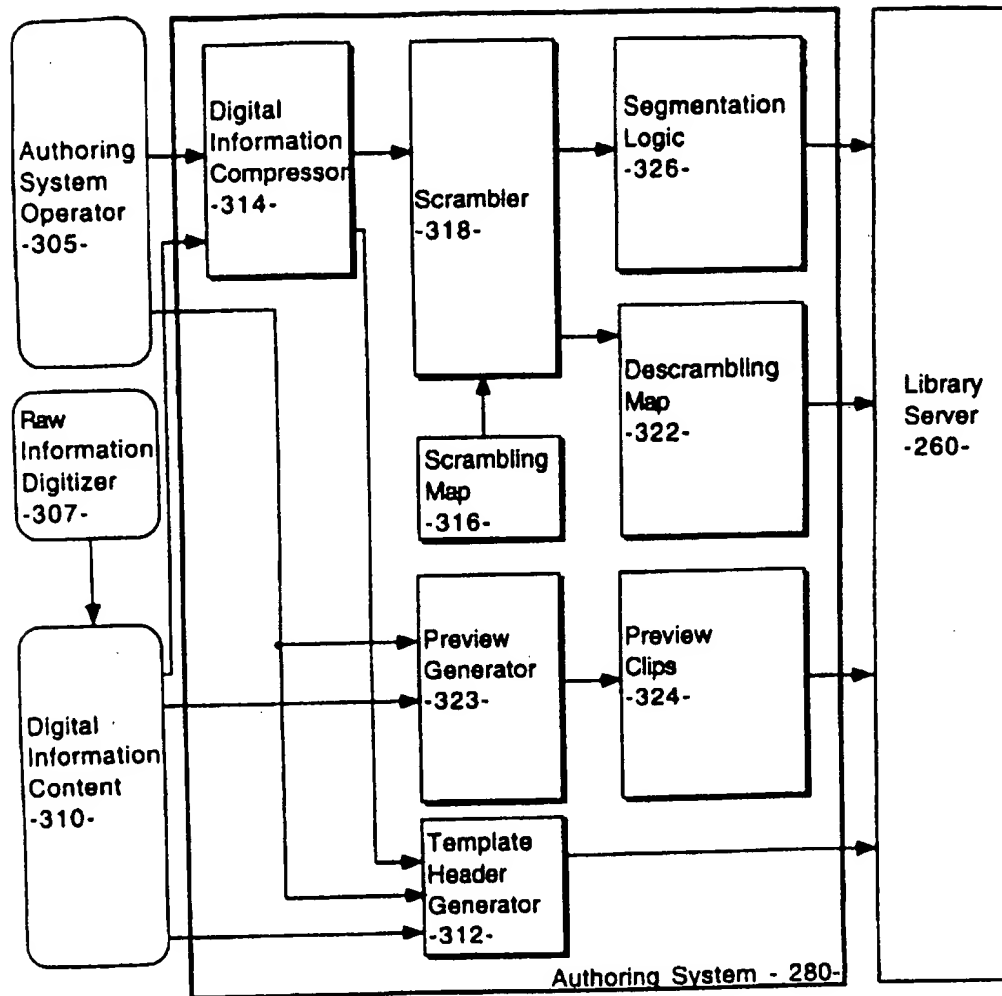 Authoring
System
Operator
-305-
Raw
Information
Digitizer
-307-
Digital
Information
Content
-310-
Digital
Information
Compressor
-314-
Scrambler
-318-
Scrambling
Map
-316-
Segmentation
Logic
-326-
Descrambling
Map
-322-
Preview
Generator
-323-
Preview
Clips
-324-
Template
Header
Generator
-312-
Authoring System - 280-
Library
Server
-260-